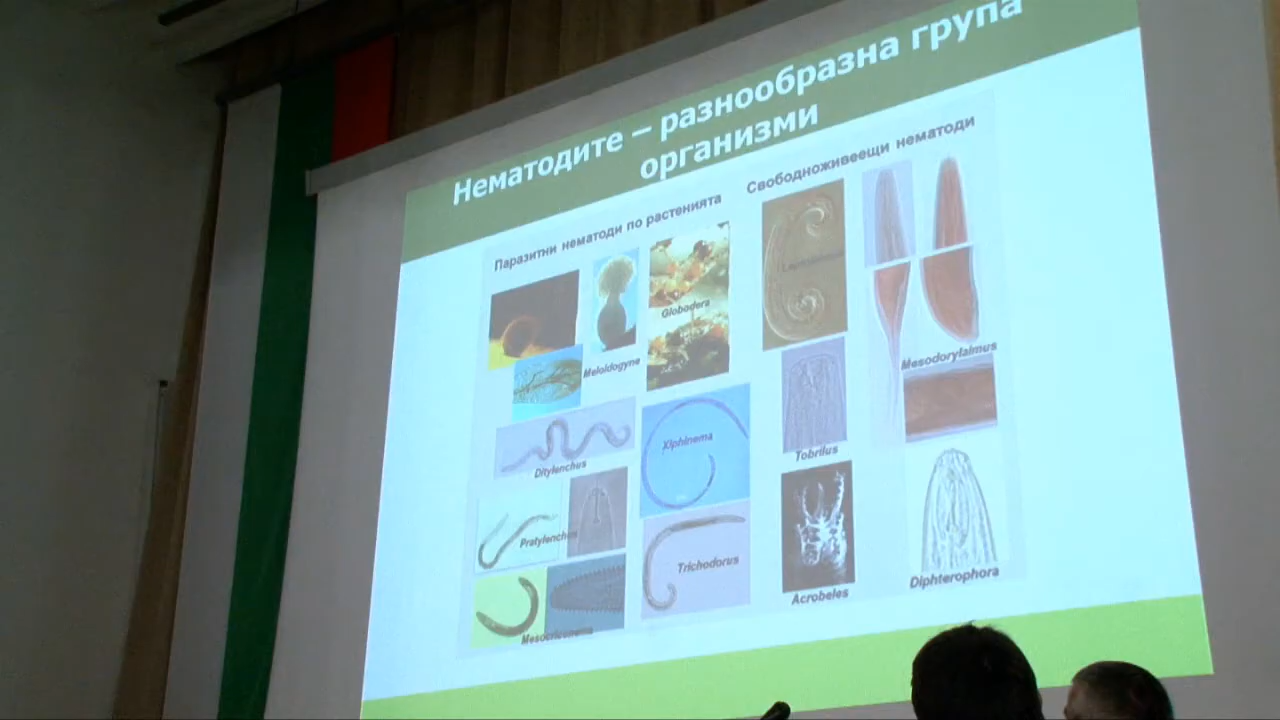 Нематодите – разнообразна група
организми
Паразитни нематоди по растенията
Свободноживеещи нематоди
Globodera
Meloidogyne
Mesodorylaimus
Xiphinema
Tobrilus
Ditylenchus
Pratylenchus
Trichodorus
Acrobeles
Diphterophora
Mesocriconema